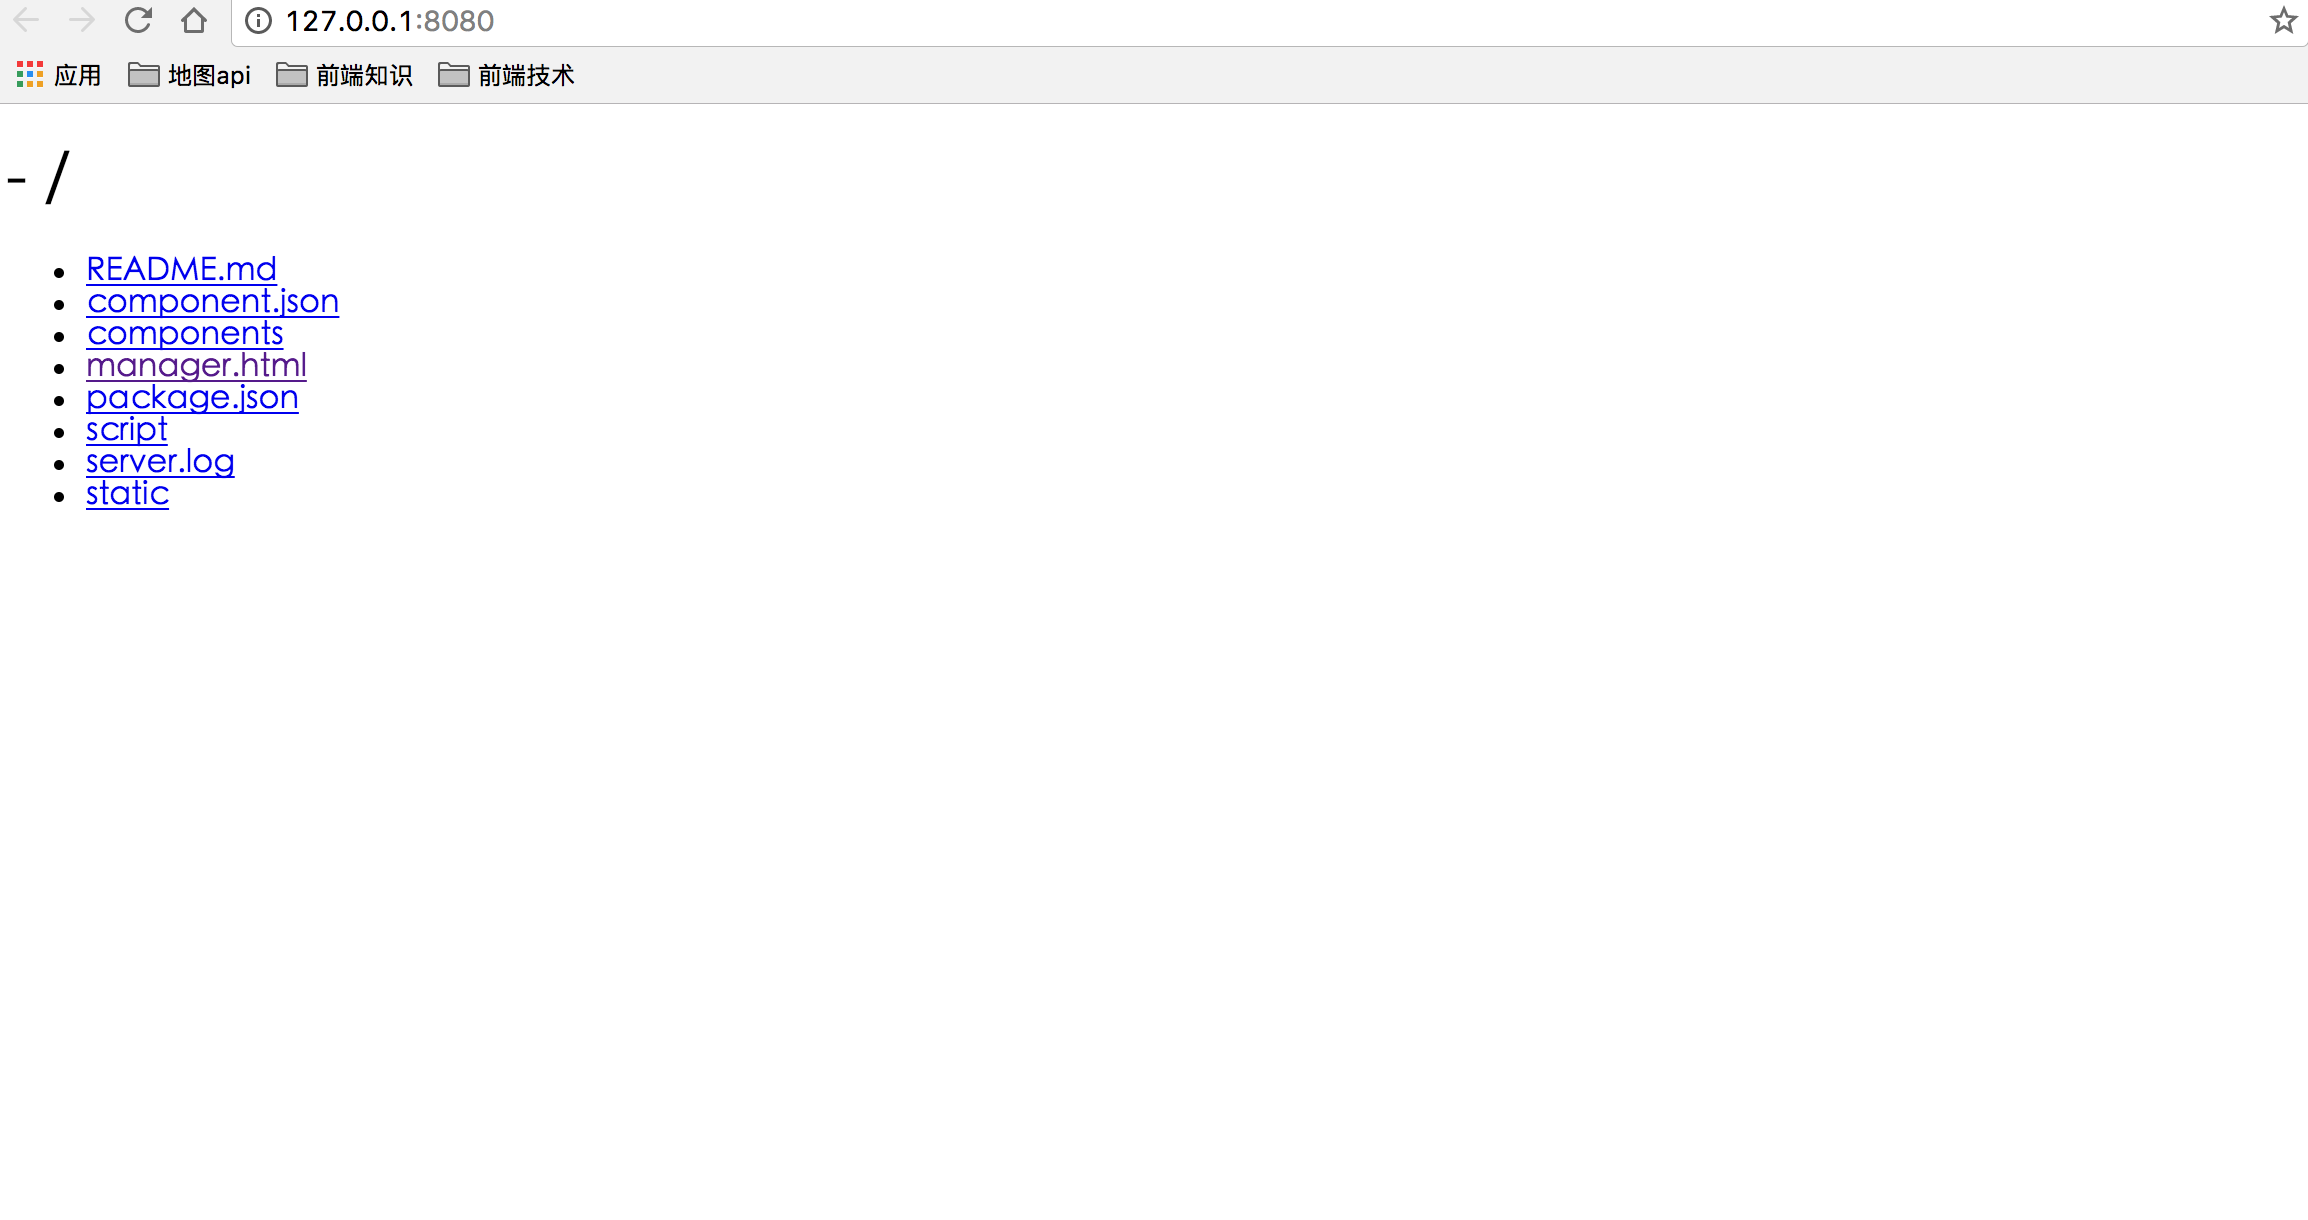 127.0.0.1:8080
应用 地图api 前端知识 前端技术
- /
README.md
component.json
components
manager.html
package.json
script
server.log
static